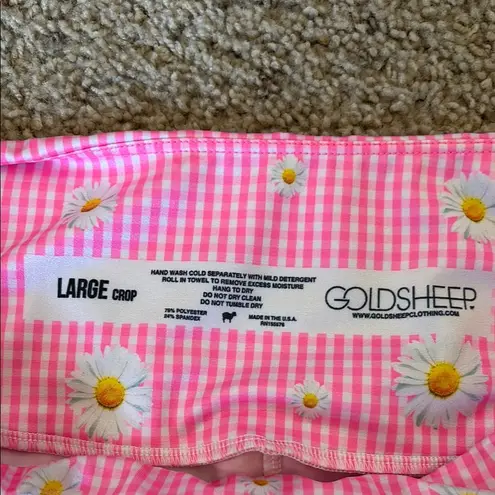 LARGE CROP
HAND WASH COLD SEPARATELY WITH MILD DETERGENT
ROLL IN TOWEL TO REMOVE EXCESS MOISTURE
HANG TO DRY
DO NOT DRY CLEAN
DO NOT TUMBLE DRY
76% POLYESTER
24% SPANDEX
MADE IN THE U.S.A.
GOLDSHEEP.
WWW.GOLDSHEEPCLOTHING.COM